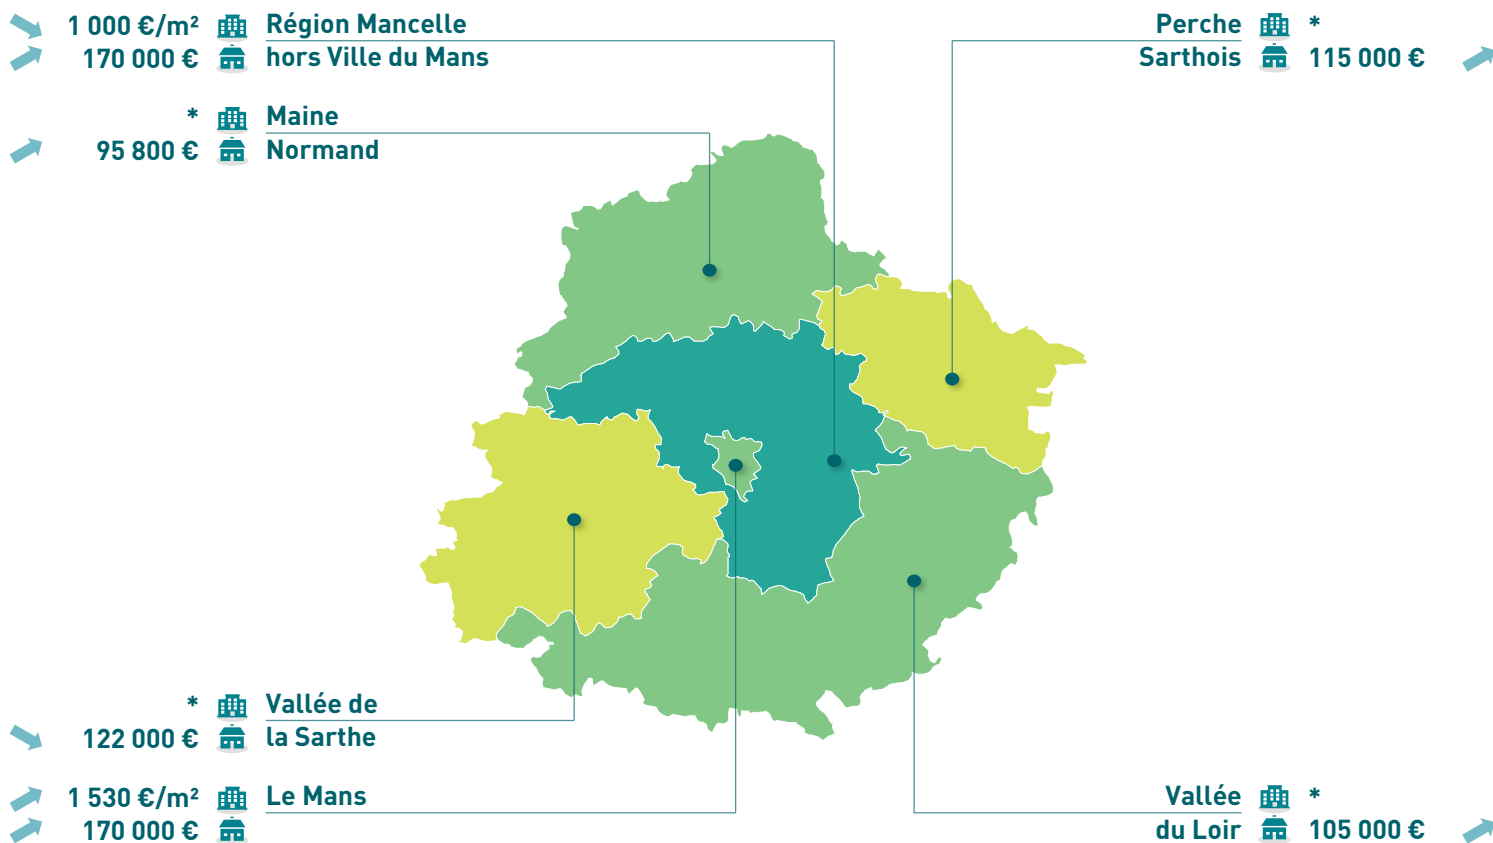 1 000 €/m² Région Mancelle
170 000 € hors Ville du Mans
Perche *
Sarthois 115 000 €
* Maine
95 800 € Normand
* Vallée de
122 000 € la Sarthe
1 530 €/m² Le Mans
170 000 €
Vallée *
du Loir 105 000 €